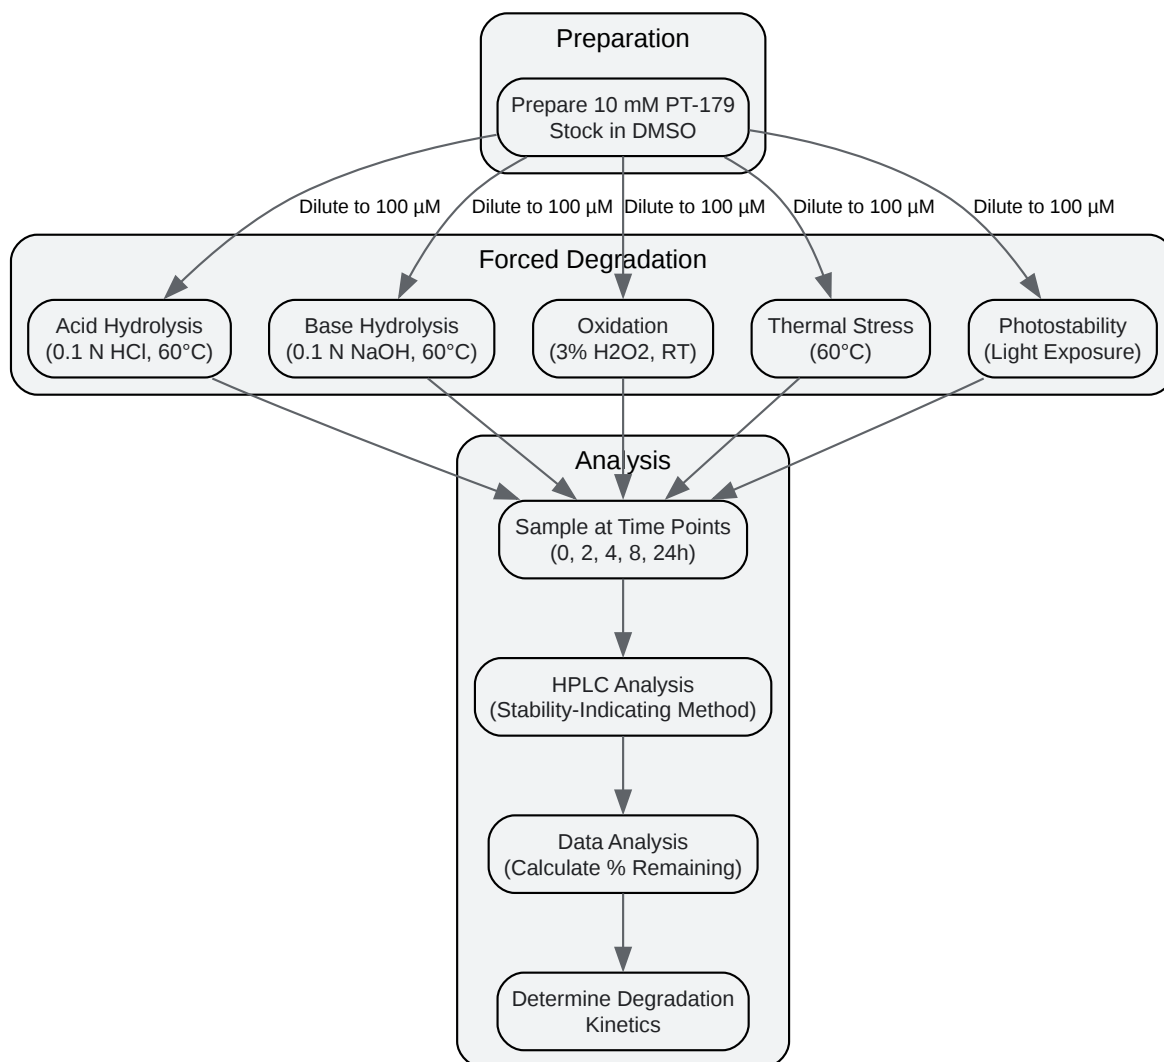 Preparation
Prepare 10 mM PT-179
Stock in DMSO
Dilute to 100 µM
Dilute to 100 µM
Dilute to 100 µM
Dilute to 100 µM
Dilute to 100 µM
Forced Degradation
Acid Hydrolysis
(0.1 N HCl, 60°C)
Base Hydrolysis
(0.1 N NaOH, 60°C)
Oxidation
(3% H2O2, RT)
Thermal Stress
(60°C)
Photostability
(Light Exposure)
Analysis
Sample at Time Points
(0, 2, 4, 8, 24h)
HPLC Analysis
(Stability-Indicating Method)
Data Analysis
(Calculate % Remaining)
Determine Degradation
Kinetics